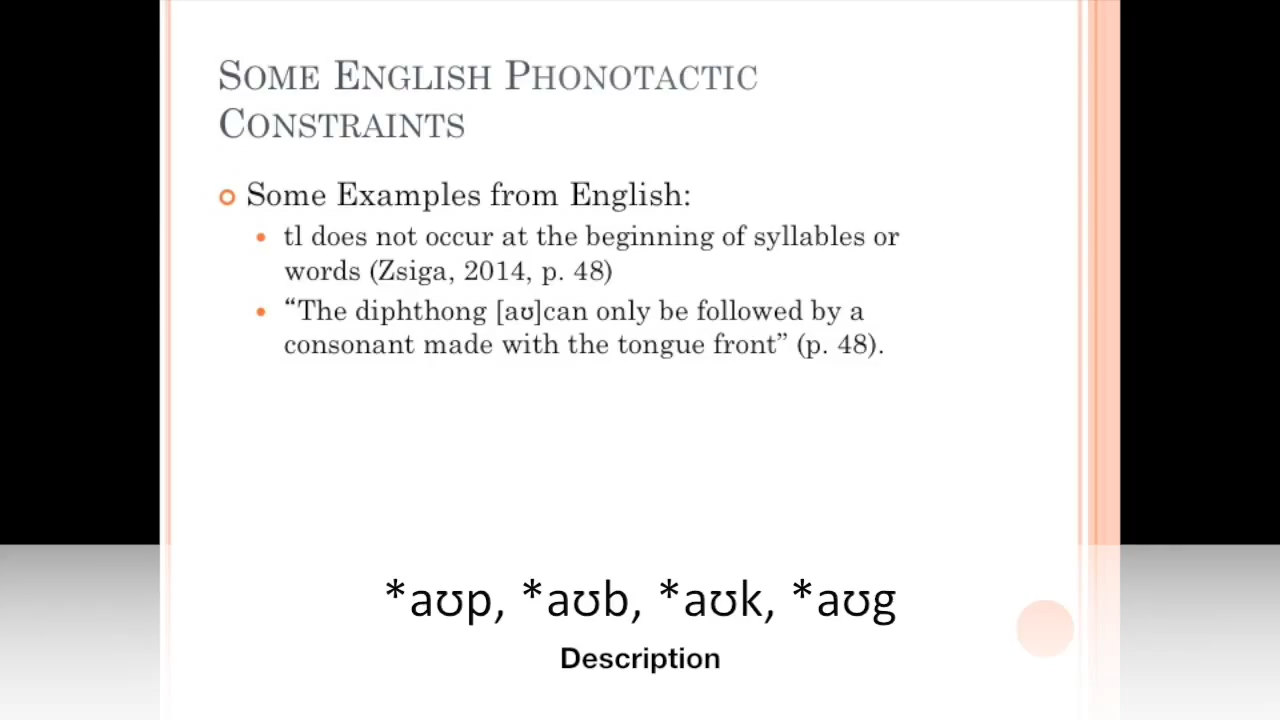 SOME ENGLISH PHONOTACTIC
CONSTRAINTS
Some Examples from English:
tl does not occur at the beginning of syllables or
words (Zsiga, 2014, p. 48)
“The diphthong [aʊ]can only be followed by a
consonant made with the tongue front” (p. 48).
*aʊp, *aʊb, *aʊk, *aʊg
Description